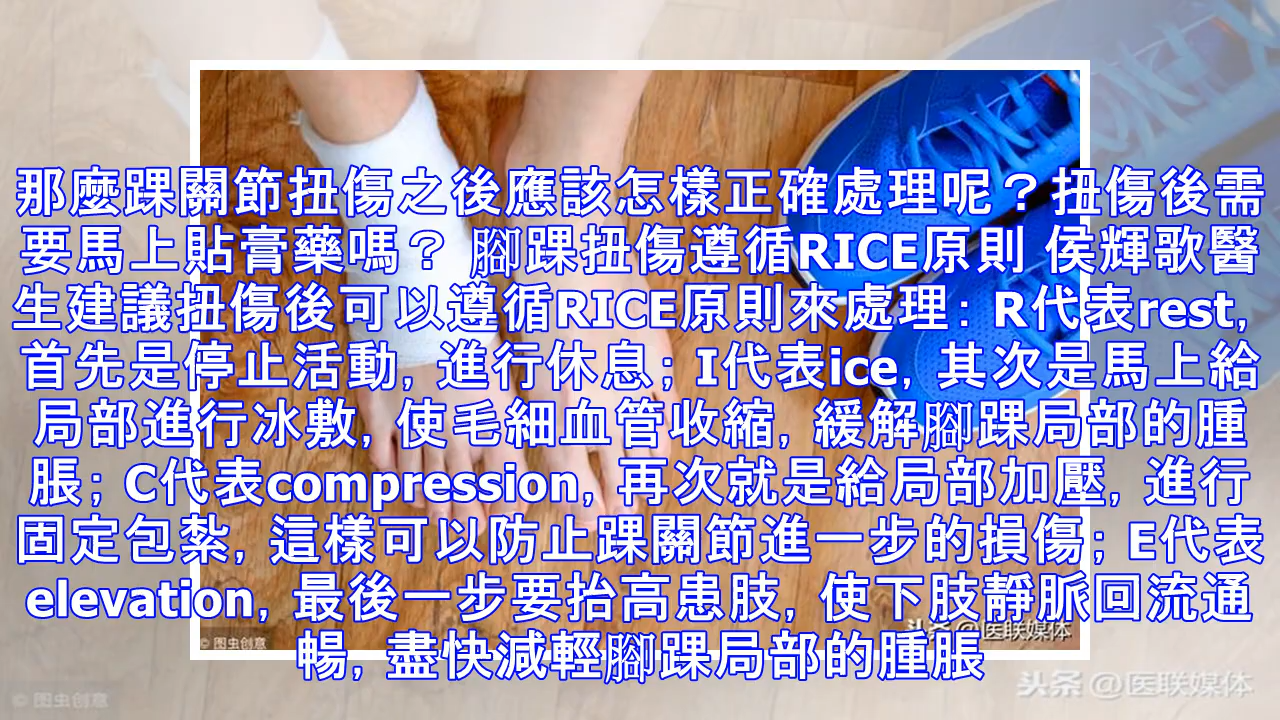 那麼踝關節扭傷之後應該怎樣正確處理呢？扭傷後需
要馬上貼膏藥嗎？ 腳踝扭傷遵循RICE原則 侯輝歌醫
生建議扭傷後可以遵循RICE原則來處理：R代表rest,
首先是停止活動, 進行休息; I代表ice, 其次是馬上給
局部進行冰敷, 使毛細血管收縮, 緩解腳踝局部的腫
脹; C代表compression, 再次就是給局部加壓, 進行
固定包紮, 這樣可以防止踝關節進一步的損傷; E代表
elevation, 最後一步要抬高患肢, 使下肢靜脈回流通
暢, 盡快減輕腳踝局部的腫脹
© 图虫创意
头条 @医联媒体
© 图虫创意
头条 @医联媒体